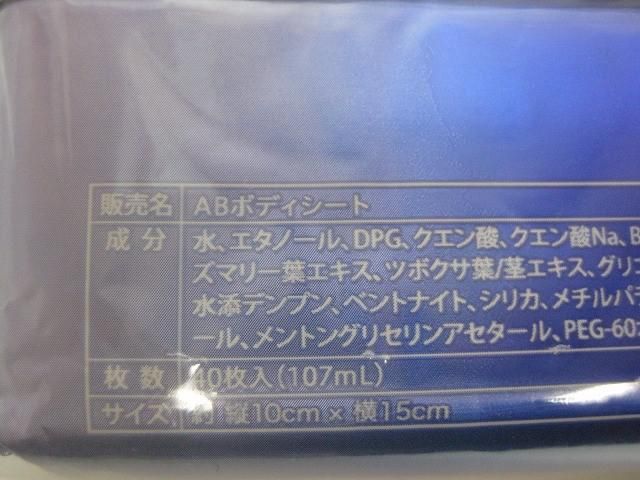 販売名 ABボディシート
成分 水、エタノール、DPG、クエン酸、クエン酸Na、B
ズマリー葉エキス、ツボクサ葉/茎エキス、グリ
水添デンプン、ベントナイト、シリカ、メチルパ
ール、メントングリセリンアセタール、PEG-60
枚数 40枚入(107mL)
サイズ 約 縦10cm×横15cm